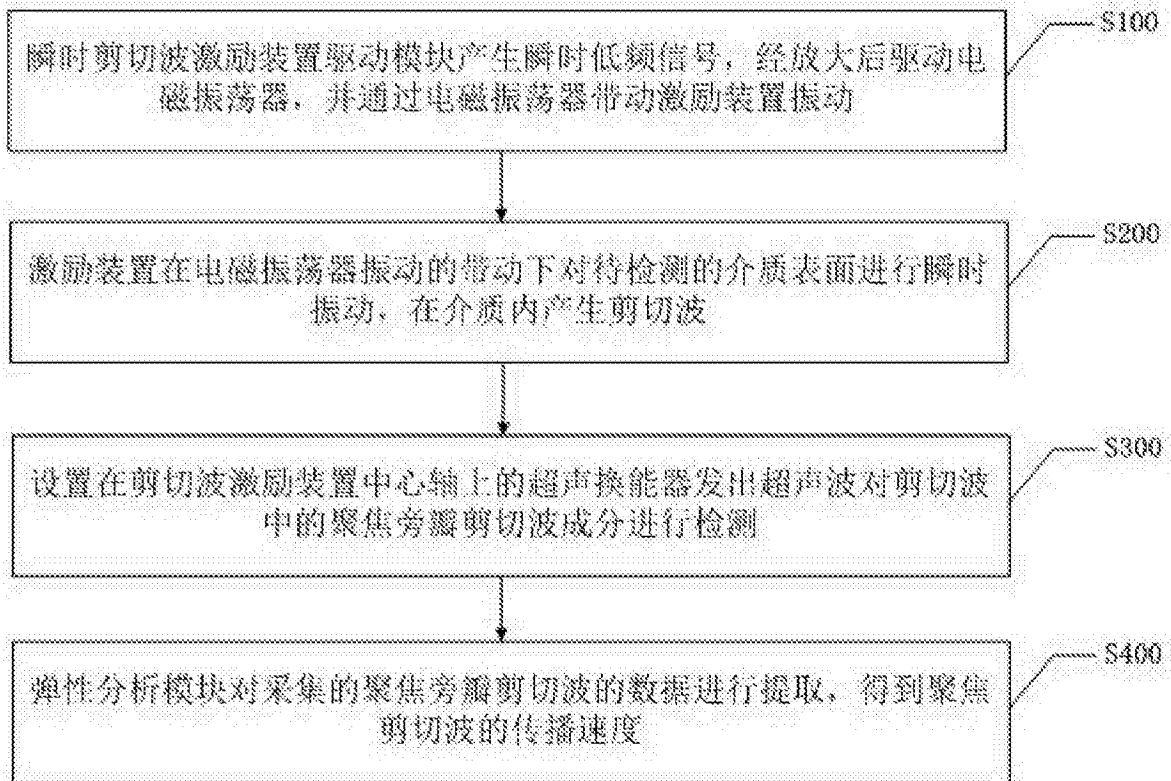 S100
瞬时剪切波激励装置驱动模块产生瞬时低频信号，经放大后驱动电
磁振荡器，并通过电磁振荡器带动激励装置振动
S200
激励装置在电磁振荡器振动的带动下对待检测的介质表面进行瞬时
振动，在介质内产生剪切波
S300
设置在剪切波激励装置中心轴上的超声换能器发出超声波对剪切波
中的聚焦旁瓣剪切波成分进行检测
S400
弹性分析模块对采集的聚焦旁瓣剪切波的数据进行提取，得到聚焦
剪切波的传播速度